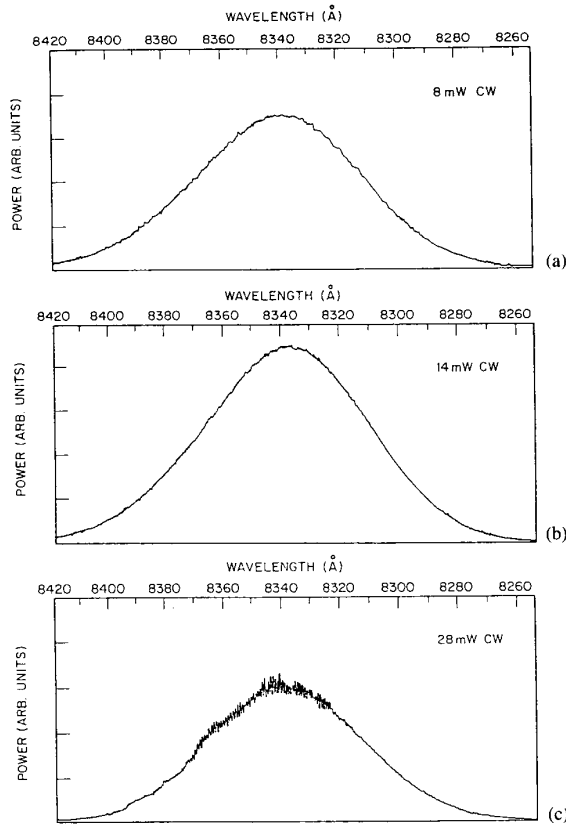 WAVELENGTH (Å)
8420 8400 8380 8360 8340 8320 8300 8280 8260
8 mW CW
POWER (ARB. UNITS)
(a)
WAVELENGTH (Å)
8420 8400 8380 8360 8340 8320 8300 8280 8260
14 mW CW
POWER (ARB. UNITS)
(b)
WAVELENGTH (Å)
8420 8400 8380 8360 8340 8320 8300 8280 8260
28 mW CW
POWER (ARB. UNITS)
(c)